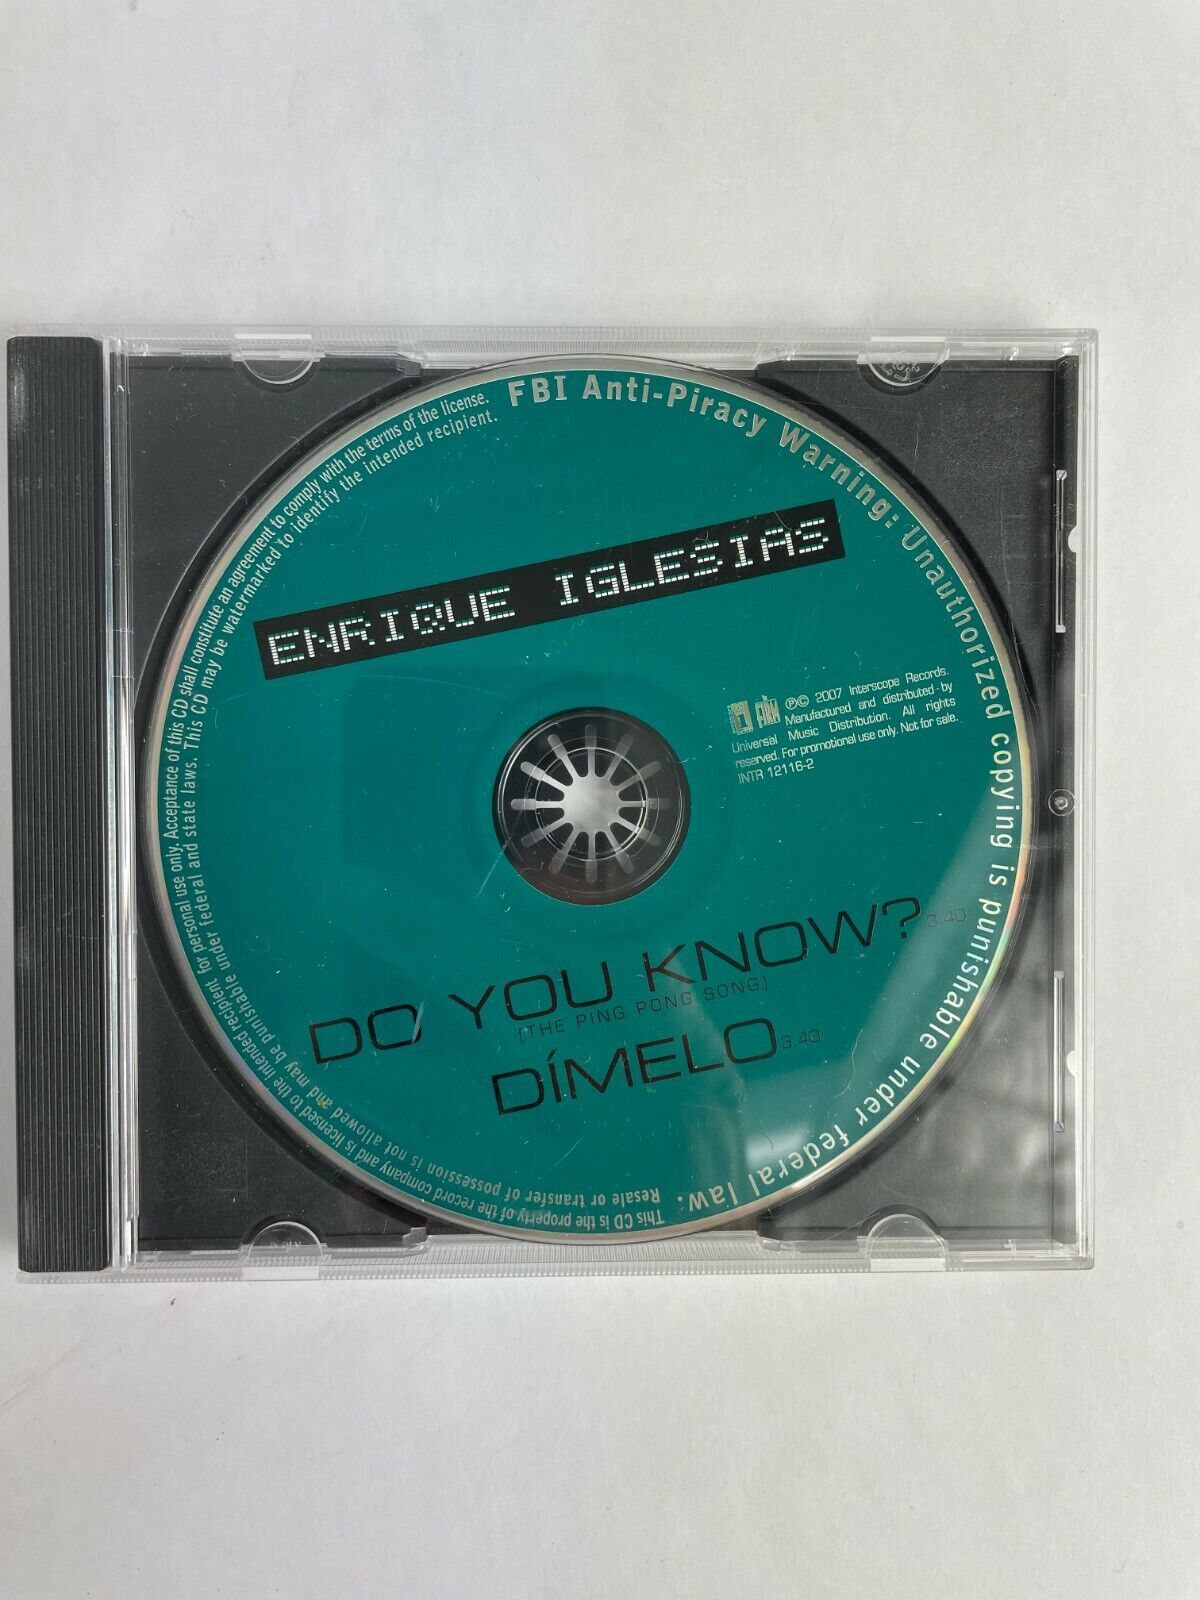 FBI Anti-Piracy Warning: Unauthorized copying is punishable under federal law.
This CD is the property of the record company and is licensed to the intended recipient for personal use only. Acceptance of this CD shall constitute an agreement to comply with the terms of the license.
Resale or transfer of possession is not allowed and may be punishable under federal and state laws. This CD may be watermarked to identify the intended recipient.
ENRIQUE IGLESIAS
℗© 2007 Interscope Records.
Manufactured and distributed by
Universal Music Distribution. All rights
reserved. For promotional use only. Not for sale.
INTR 12116-2
DO YOU KNOW? 3:40
[THE PING PONG SONG]
DÍMELO 3:40